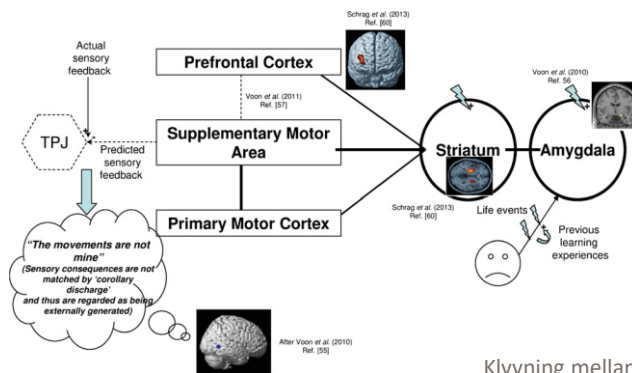 Actual
sensory
feedback
Prefrontal Cortex
Schrag et al (2013)
Ref. [60]
Voon et al. (2011)
Ref. [57]
Voon et al. (2010)
Ref. 56
TPJ
Predicted
sensory
feedback
Supplementary Motor
Area
Striatum
Amygdala
Primary Motor Cortex
Schrag et al (2013)
Ref. [60]
Life events
Previous
learning
experiences
"The movements are not
mine"
(Sensory consequences are not
matched by 'corollary
discharge'
and thus are regarded as being
externally generated)
After Voon et al. (2010)
Ref. [55]
Klyvning mellan